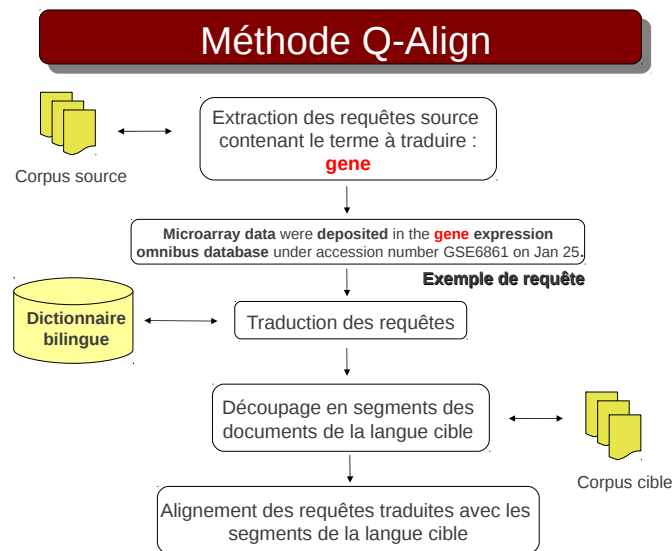 Méthode Q-Align
Extraction des requêtes source
contenant le terme à traduire :
gene
Corpus source
Microarray data were deposited in the gene expression
omnibus database under accession number GSE6861 on Jan 25.
Exemple de requête
Dictionnaire
bilingue
Traduction des requêtes
Découpage en segments des
documents de la langue cible
Corpus cible
Alignement des requêtes traduites avec les
segments de la langue cible